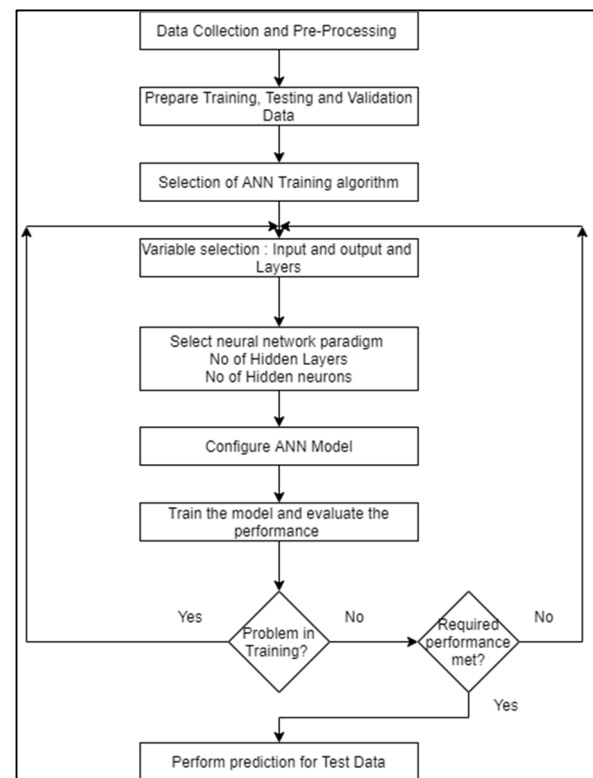 Data Collection and Pre-Processing
Prepare Training, Testing and Validation
Data
Selection of ANN Training algorithm
Variable selection : Input and output and
Layers
Select neural network paradigm
No of Hidden Layers
No of Hidden neurons
Configure ANN Model
Train the model and evaluate the
performance
Yes
Problem in
Training?
No
Required
performance
met?
No
Yes
Perform prediction for Test Data